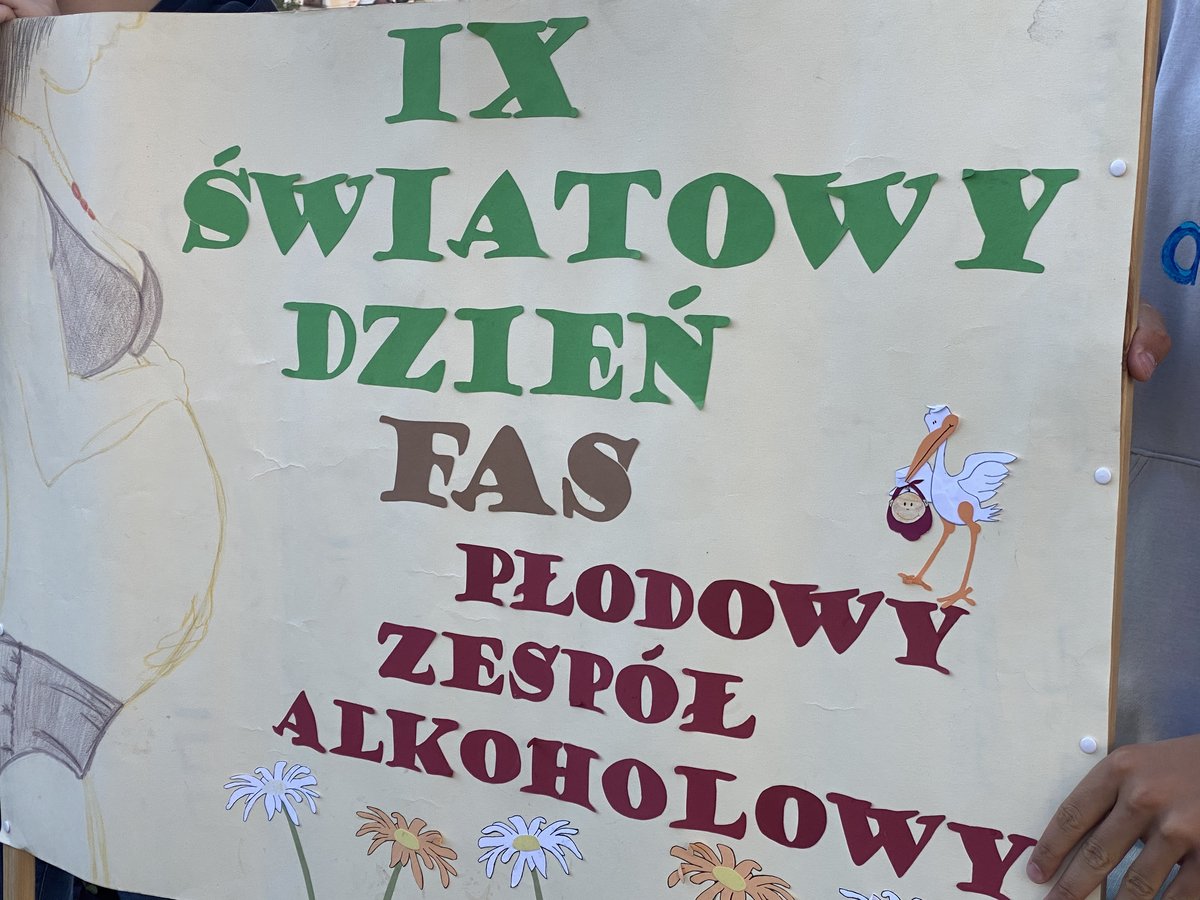 IX
ŚWIATOWY
DZIEŃ
FAS
PŁODOWY
ZESPÓŁ
ALKOHOLOWY